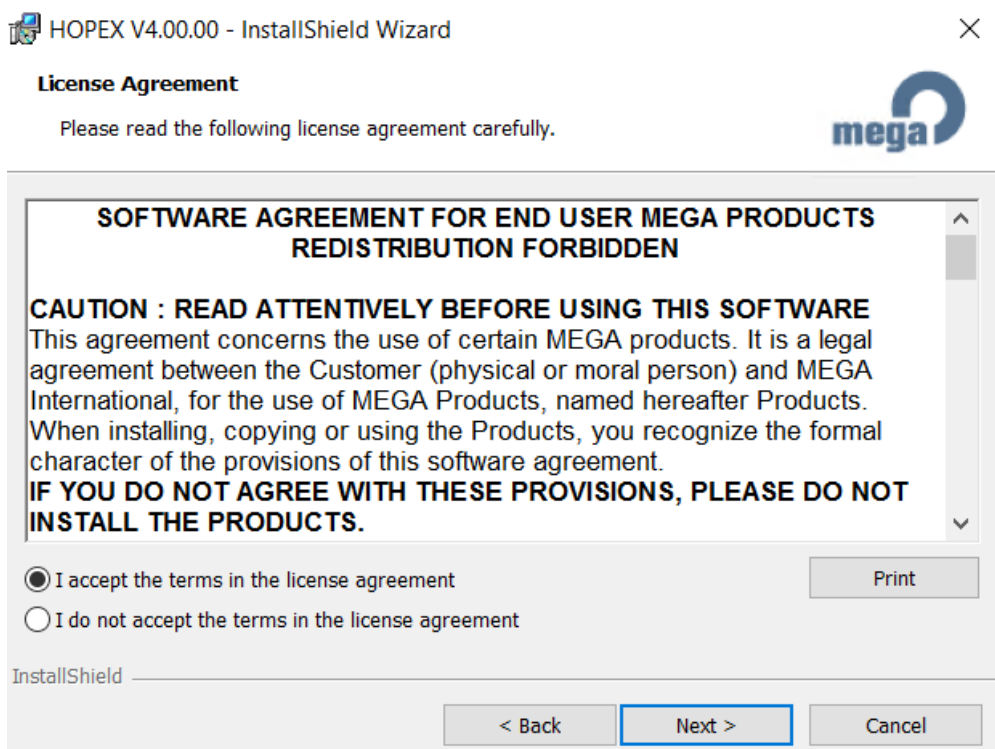 HOPEX V4.00.00 - InstallShield Wizard
License Agreement
Please read the following license agreement carefully.
mega
SOFTWARE AGREEMENT FOR END USER MEGA PRODUCTS
REDISTRIBUTION FORBIDDEN
CAUTION : READ ATTENTIVELY BEFORE USING THIS SOFTWARE
This agreement concerns the use of certain MEGA products. It is a legal
agreement between the Customer (physical or moral person) and MEGA
International, for the use of MEGA Products, named hereafter Products.
When installing, copying or using the Products, you recognize the formal
character of the provisions of this software agreement.
IF YOU DO NOT AGREE WITH THESE PROVISIONS, PLEASE DO NOT
INSTALL THE PRODUCTS.
I accept the terms in the license agreement
Print
I do not accept the terms in the license agreement
InstallShield
< Back
Next >
Cancel